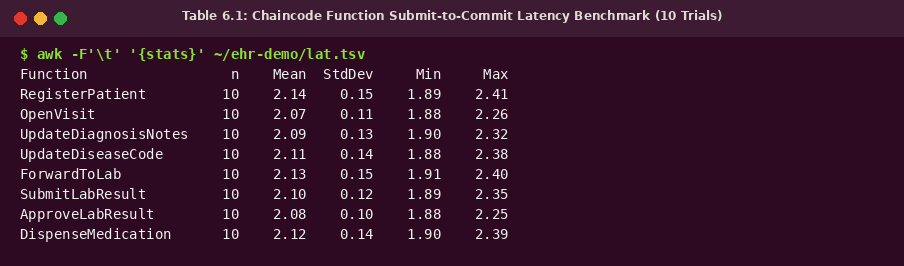 Table 6.1: Chaincode Function Submit-to-Commit Latency Benchmark (10 Trials)
$ awk -F'\t' '{stats}' ~/ehr-demo/lat.tsv
Function n Mean StdDev Min Max
RegisterPatient 10 2.14 0.15 1.89 2.41
OpenVisit 10 2.07 0.11 1.88 2.26
UpdateDiagnosisNotes 10 2.09 0.13 1.90 2.32
UpdateDiseaseCode 10 2.11 0.14 1.88 2.38
ForwardToLab 10 2.13 0.15 1.91 2.40
SubmitLabResult 10 2.10 0.12 1.89 2.35
ApproveLabResult 10 2.08 0.10 1.88 2.25
DispenseMedication 10 2.12 0.14 1.90 2.39